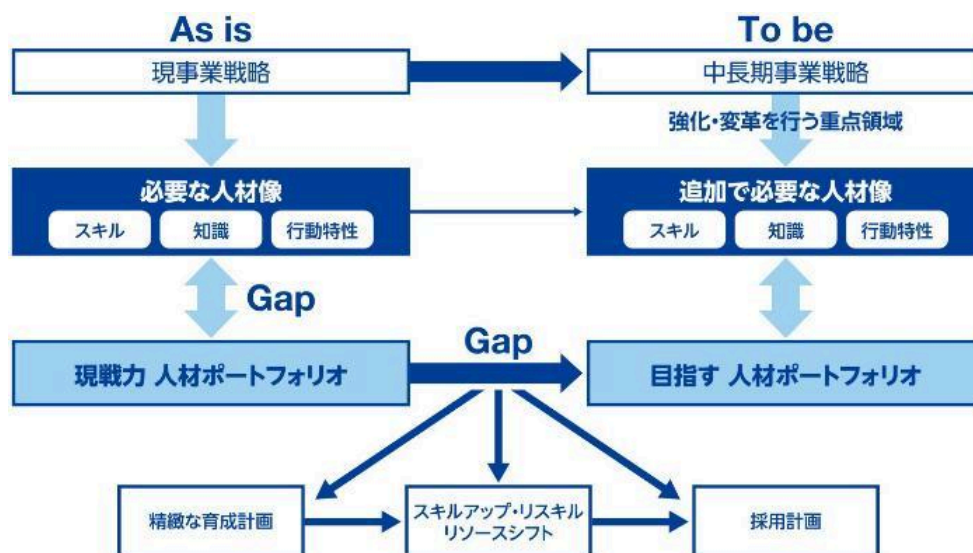 As is
To be
現事業戦略
中長期事業戦略
強化・変革を行う重点領域
必要な人材像
スキル
知識
行動特性
追加で必要な人材像
スキル
知識
行動特性
Gap
Gap
現戦力 人材ポートフォリオ
目指す 人材ポートフォリオ
精緻な育成計画
スキルアップ・リスキル
リソースシフト
採用計画